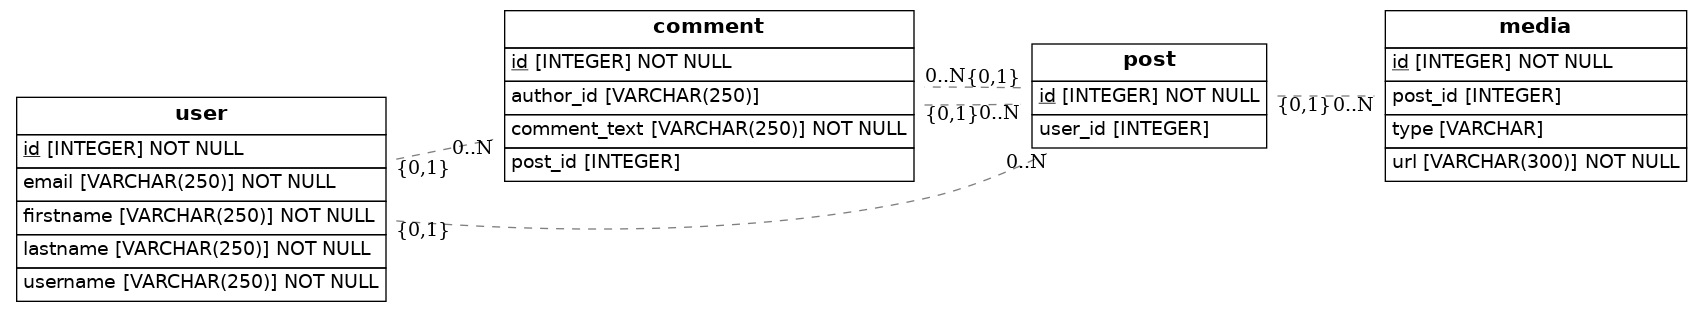 user
id [INTEGER] NOT NULL
email [VARCHAR(250)] NOT NULL
firstname [VARCHAR(250)] NOT NULL
lastname [VARCHAR(250)] NOT NULL
username [VARCHAR(250)] NOT NULL
{0,1}
0..N
{0,1}
0..N
comment
id [INTEGER] NOT NULL
author_id [VARCHAR(250)]
comment_text [VARCHAR(250)] NOT NULL
post_id [INTEGER]
0..N
{0,1}
{0,1}
0..N
post
id [INTEGER] NOT NULL
user_id [INTEGER]
{0,1}
0..N
media
id [INTEGER] NOT NULL
post_id [INTEGER]
type [VARCHAR]
url [VARCHAR(300)] NOT NULL